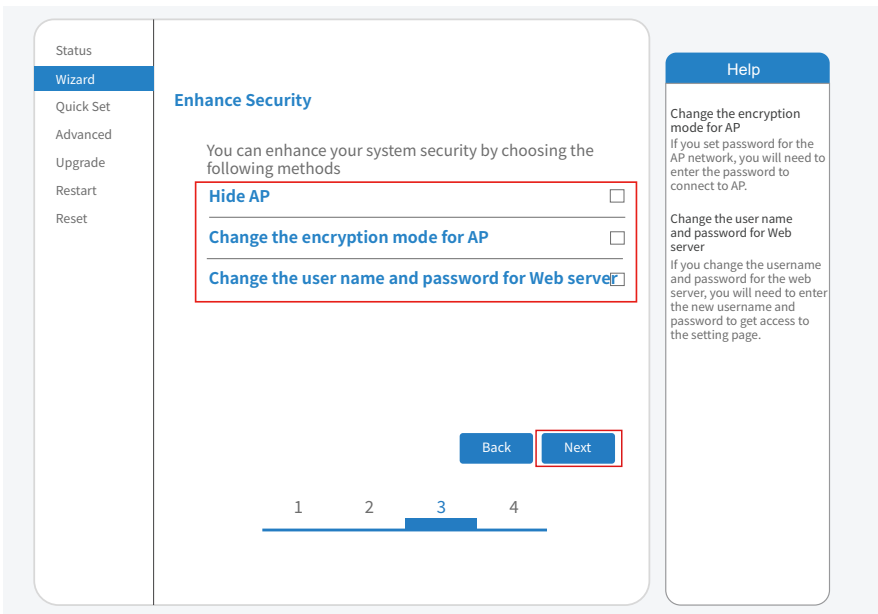 Status
Wizard
Quick Set
Advanced
Upgrade
Restart
Reset
Enhance Security
You can enhance your system security by choosing the
following methods
Hide AP
Change the encryption mode for AP
Change the user name and password for Web server
Back
Next
1 2 3 4
Help
Change the encryption
mode for AP
If you set password for the
AP network, you will need to
enter the password to
connect to AP.
Change the user name
and password for Web
server
If you change the username
and password for the web
server, you will need to enter
the new username and
password to get access to
the setting page.